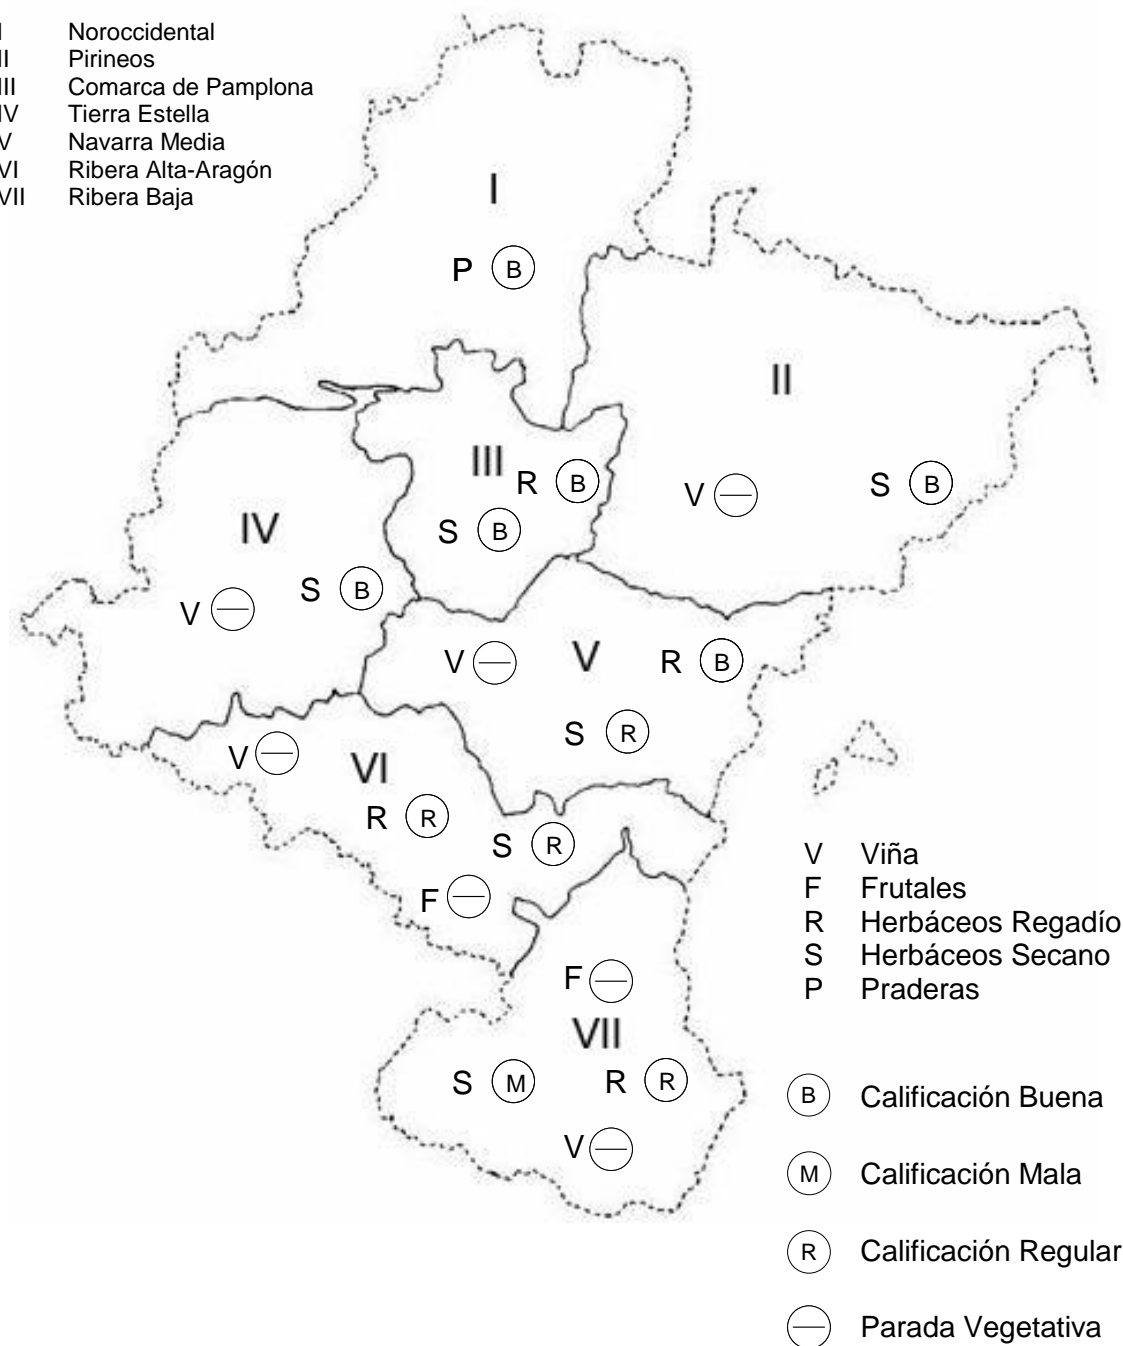 I Noroccidental
II Pirineos
III Comarca de Pamplona
IV Tierra Estella
V Navarra Media
VI Ribera Alta-Aragón
VII Ribera Baja
I
P B
II
III
R B
V — S B
S B
IV
S B
V —
V
V — R B
S R
V —
VI
R R
S R
F —
F —
VII
S M R R
V —
V Viña
F Frutales
R Herbáceos Regadío
S Herbáceos Secano
P Praderas
B Calificación Buena
M Calificación Mala
R Calificación Regular
— Parada Vegetativa